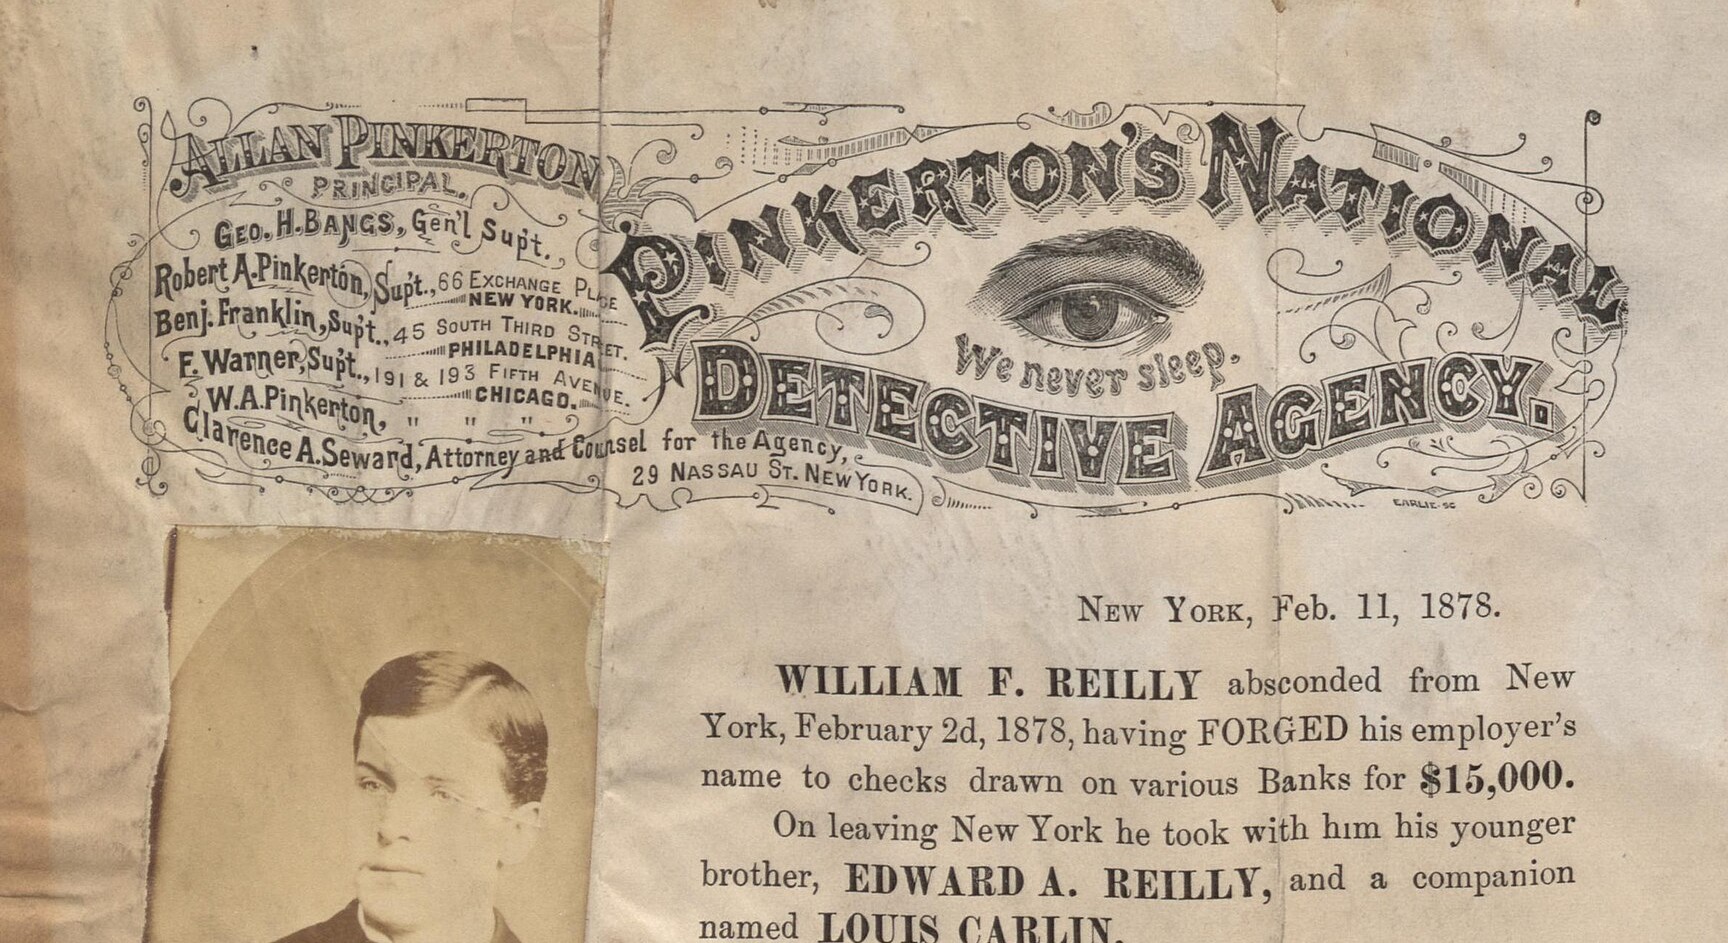 ALLAN PINKERTON
PRINCIPAL.
GEO. H. BANGS, Gen'l Supt.
Robert A. Pinkerton, Supt., 66 EXCHANGE PLACE
NEW YORK.
Benj. Franklin, Sup't., 45 SOUTH THIRD STREET.
PHILADELPHIA
F. Warner, Sup't., 191 & 193 FIFTH AVENUE.
CHICAGO.
W. A. Pinkerton, " " "
Clarence A. Seward, Attorney and Counsel for the Agency,
29 NASSAU ST. NEW YORK.
PINKERTON'S NATIONAL
We never sleep.
DETECTIVE AGENCY.
EARLIE. SC
NEW YORK, Feb. 11, 1878.
WILLIAM F. REILLY absconded from New
York, February 2d, 1878, having FORGED his employer's
name to checks drawn on various Banks for $15,000.
On leaving New York he took with him his younger
brother, EDWARD A. REILLY, and a companion
named LOUIS CARLIN.